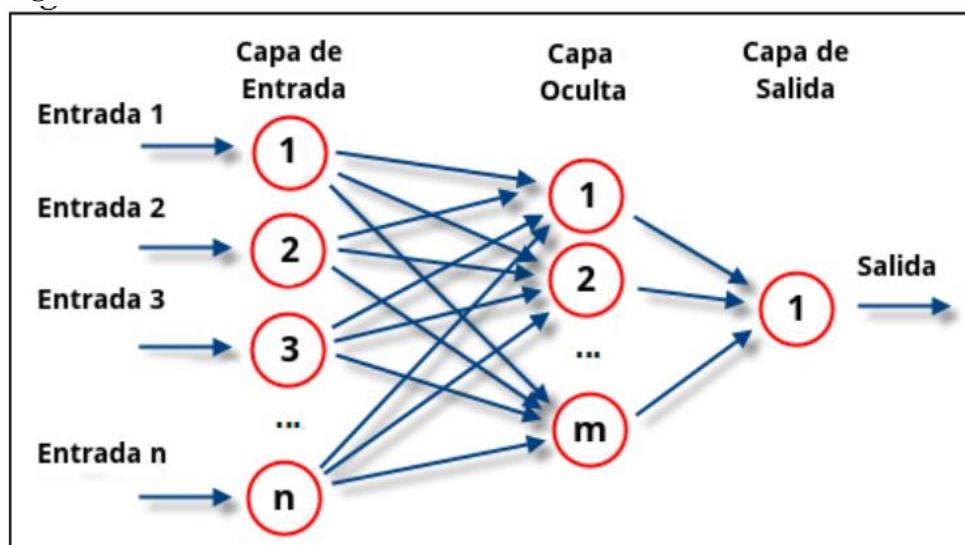 Capa de
Entrada
Capa
Oculta
Capa de
Salida
Entrada 1
1
Entrada 2
2
Entrada 3
3
...
Entrada n
n
1
2
...
m
1
Salida